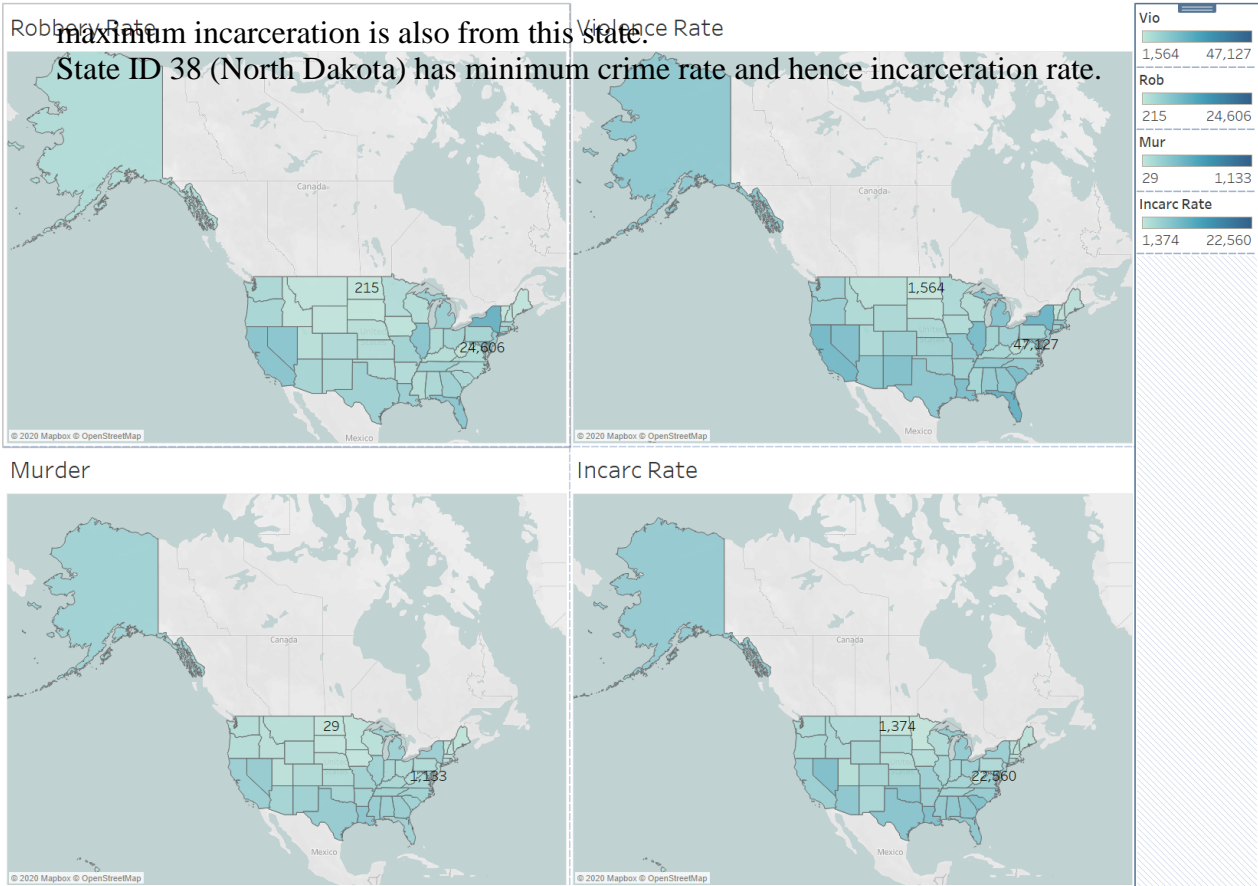 Robbery Rate
maximum incarceration is also from this state.
Violence Rate
State ID 38 (North Dakota) has minimum crime rate and hence incarceration rate.
Canada
215
24,606
Mexico
© 2020 Mapbox © OpenStreetMap
Canada
1,564
47,127
Mexico
© 2020 Mapbox © OpenStreetMap
Vio
1,564 47,127
Rob
215 24,606
Mur
29 1,133
Incarc Rate
1,374 22,560
Murder
Canada
29
1,133
Mexico
© 2020 Mapbox © OpenStreetMap
Incarc Rate
Canada
1,374
22,560
Mexico
© 2020 Mapbox © OpenStreetMap